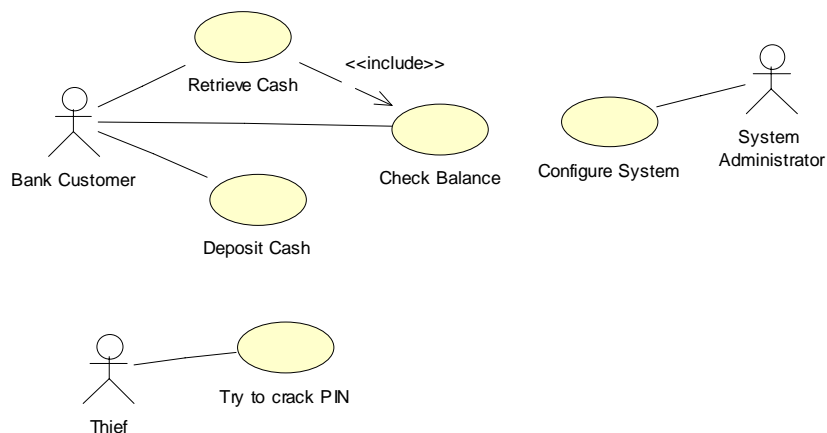 <<include>>
Retrieve Cash
Bank Customer
Check Balance
Configure System
System
Administrator
Deposit Cash
Try to crack PIN
Thief